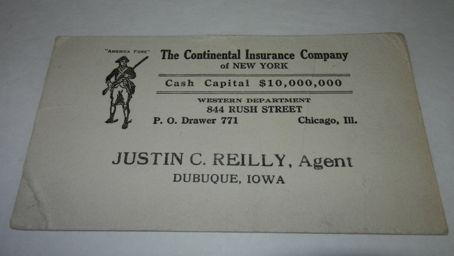 "America Fore"
The Continental Insurance Company
of NEW YORK
Cash Capital $10,000,000
WESTERN DEPARTMENT
844 RUSH STREET
P. O. Drawer 771 Chicago, Ill.
JUSTIN C. REILLY, Agent
DUBUQUE, IOWA